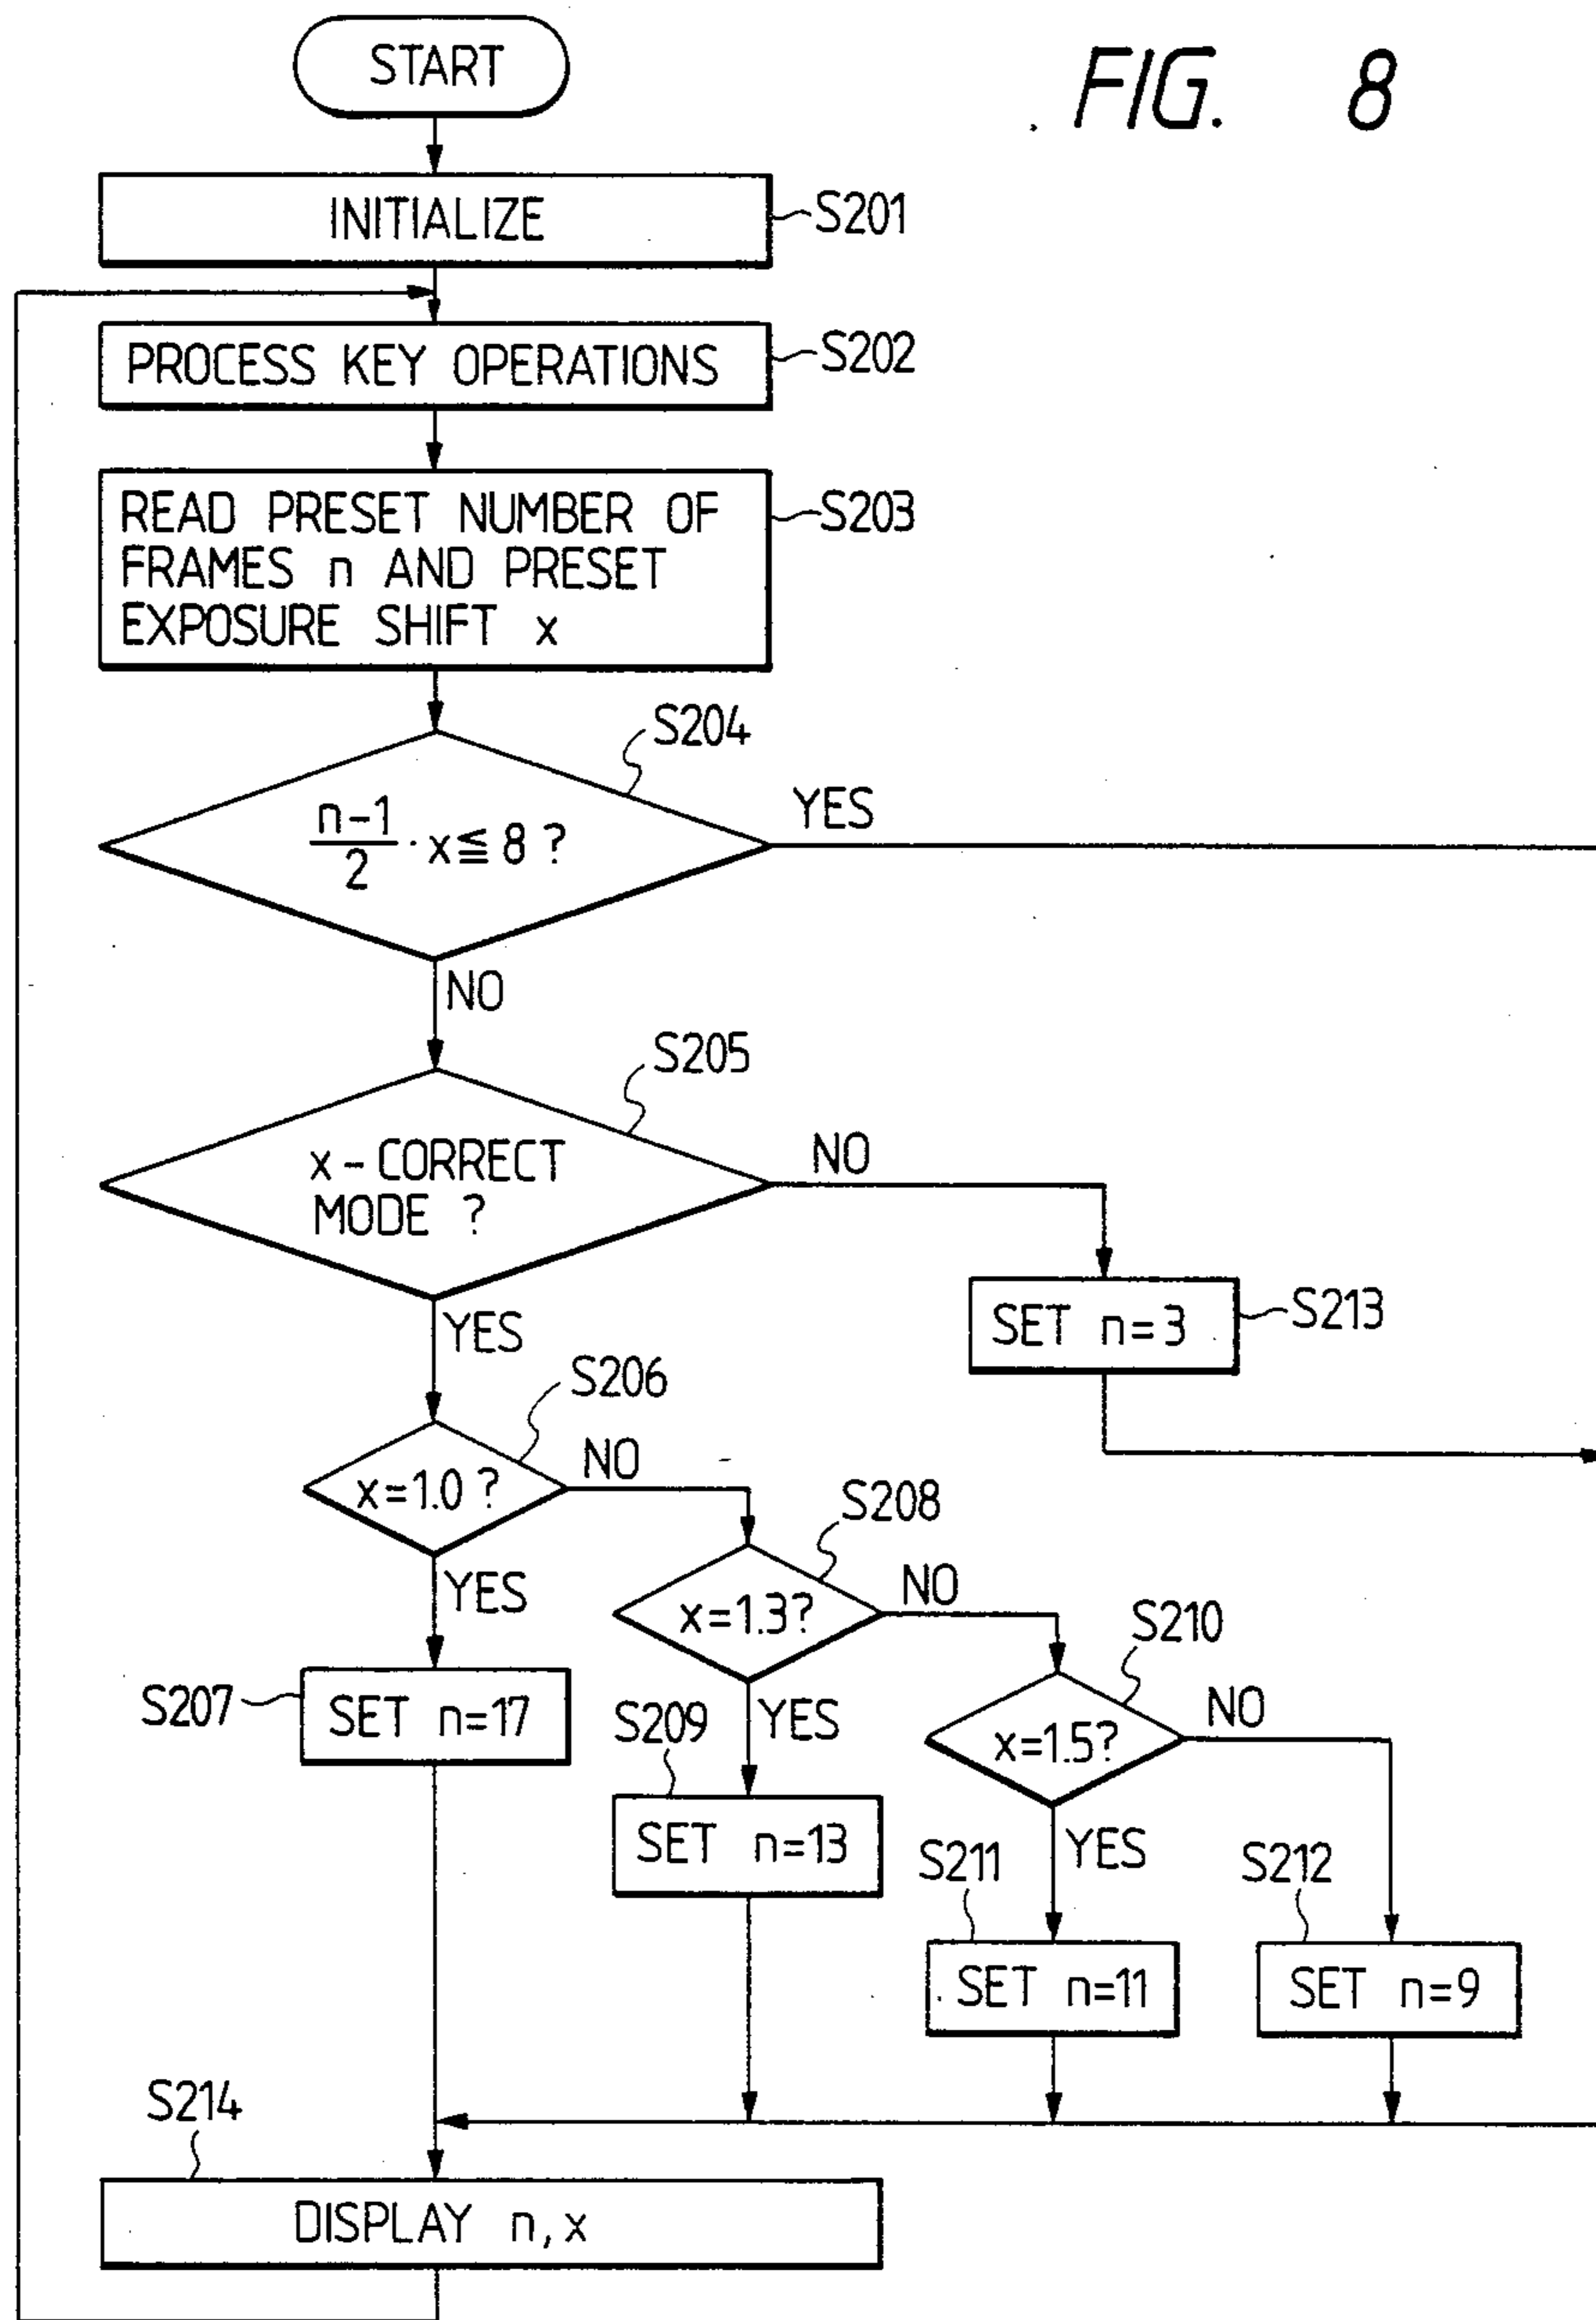 FIG. 8
START
INITIALIZE
S201
PROCESS KEY OPERATIONS
S202
READ PRESET NUMBER OF
FRAMES n AND PRESET
EXPOSURE SHIFT x
S203
S204
n-1
2
· x ≦ 8 ?
YES
NO
S205
x - CORRECT
MODE ?
NO
YES
SET n=3
S213
S206
x=1.0 ?
NO
YES
S208
x=1.3?
NO
YES
S210
x=1.5?
NO
YES
S207
SET n=17
S209
SET n=13
S211
SET n=11
S212
SET n=9
S214
DISPLAY n, x